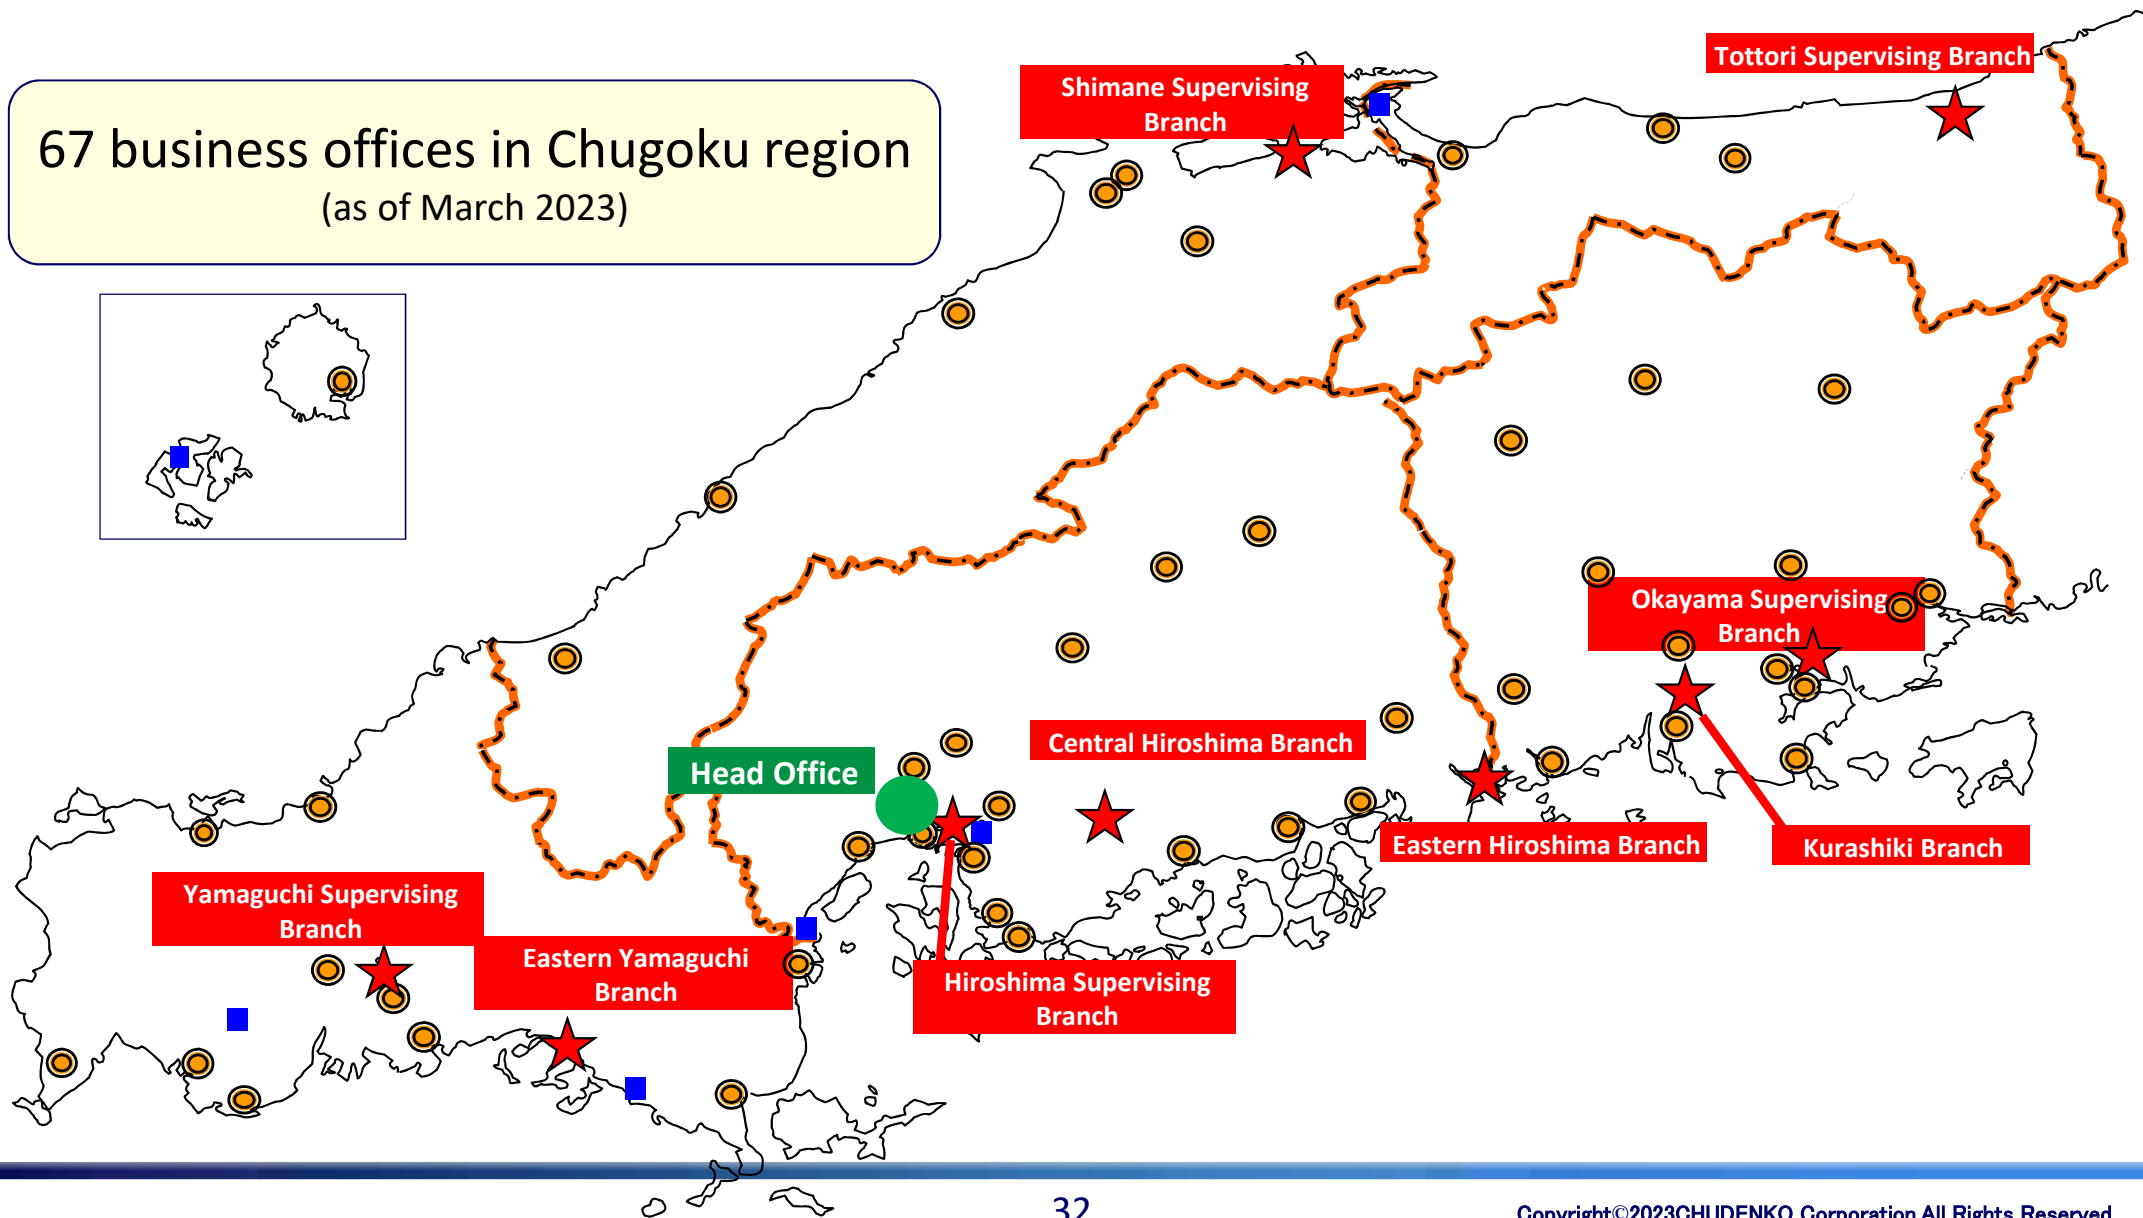 Tottori Supervising Branch
Shimane Supervising
Branch
67 business offices in Chugoku region
(as of March 2023)
Okayama Supervising
Branch
Central Hiroshima Branch
Head Office
Eastern Hiroshima Branch
Kurashiki Branch
Yamaguchi Supervising
Branch
Eastern Yamaguchi
Branch
Hiroshima Supervising
Branch
32
Copyright©2023CHUDENKO Corporation All Rights Reserved